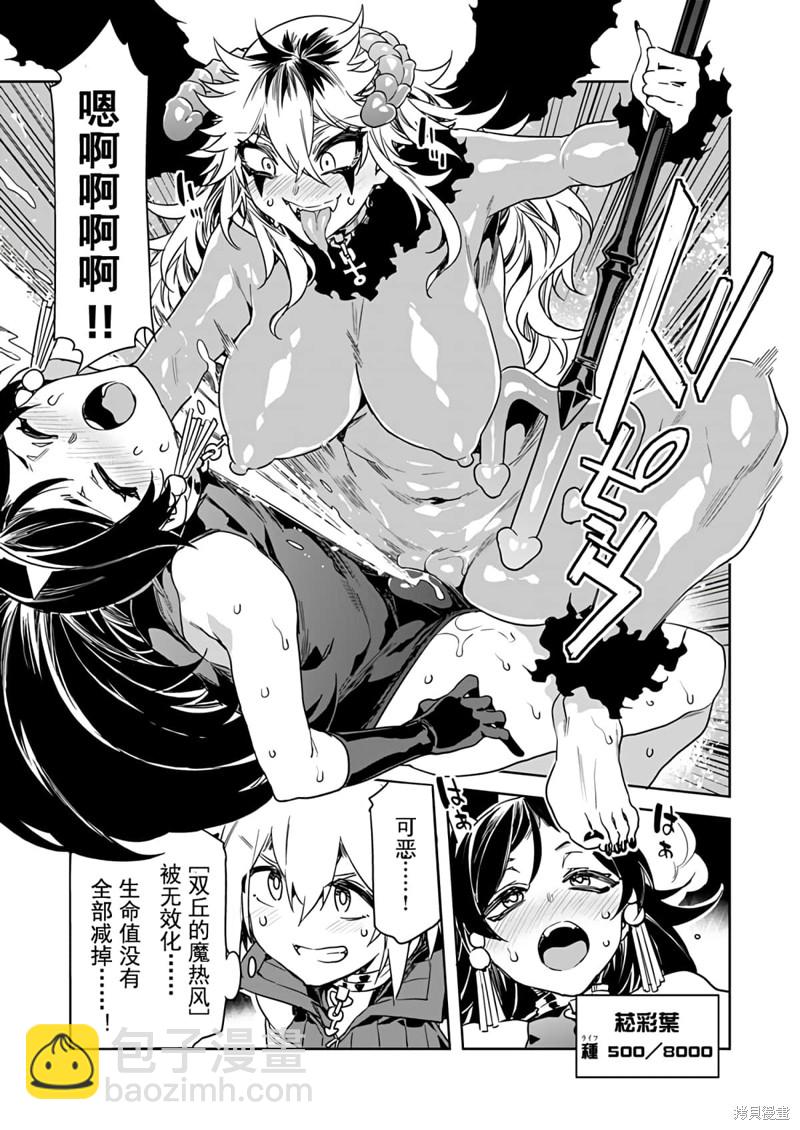 嗯啊啊啊啊啊!!
可恶……!
[双丘的魔热风]
被无效化……
生命值没有
全部减掉……!
はぁ
はぁ
菘彩葉
ライフ
種 500/8000
包子漫畫
baozimh.com
拷貝漫畫